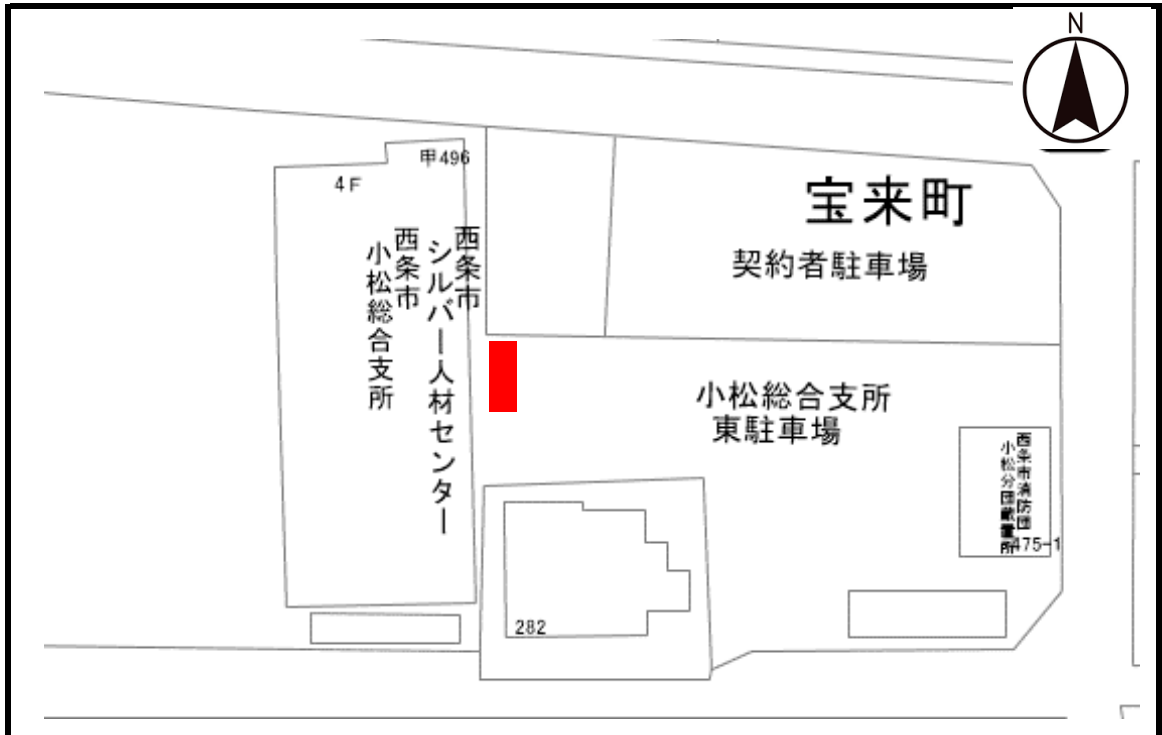 N
甲496
4F
宝来町
契約者駐車場
西条市
シルバー人材センター
西条市
小松総合支所
小松総合支所
東駐車場
西条市消防団
小松分団蔵置所
475-1
282